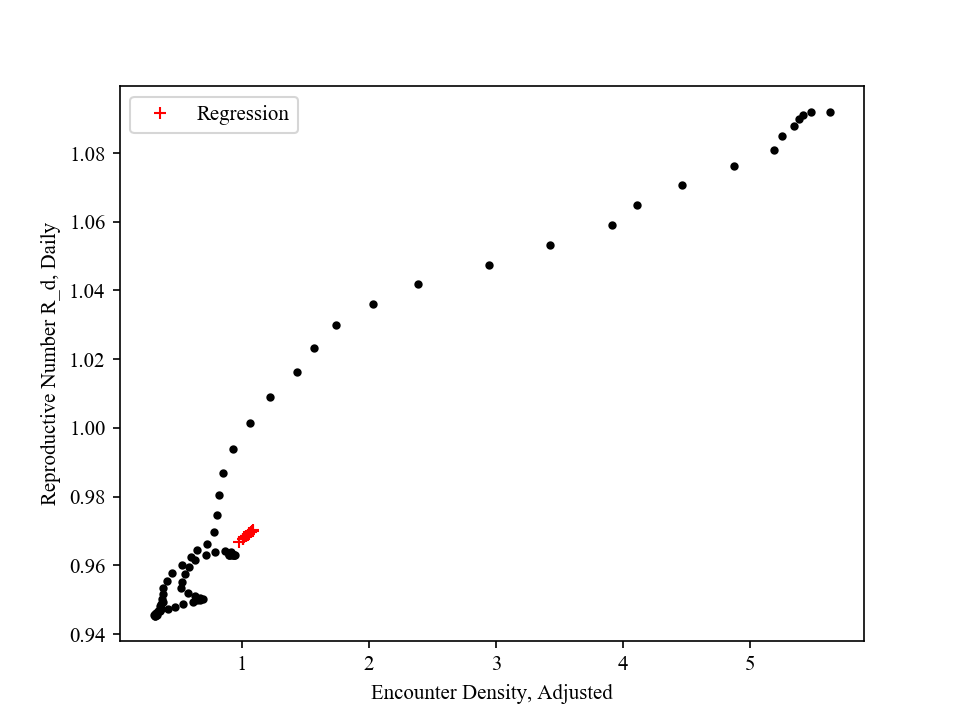 Regression
1.08
1.06
1.04
1.02
1.00
0.98
0.96
0.94
Reproductive Number R_d, Daily
1 2 3 4 5
Encounter Density, Adjusted